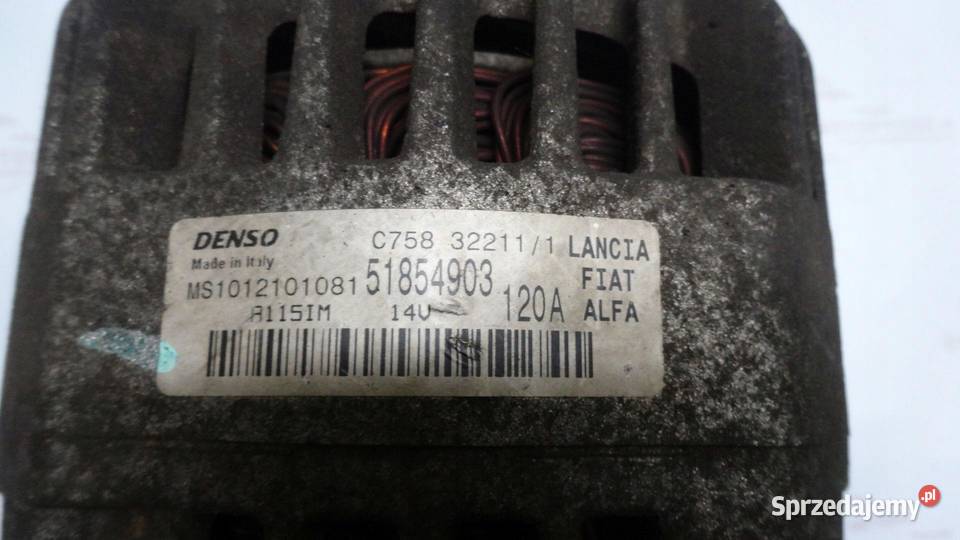 DENSO C758 32211/1 LANCIA
Made in Italy 51854903 FIAT
MS1012101081 120A ALFA
A115IM 14V
Sprzedajemy.pl